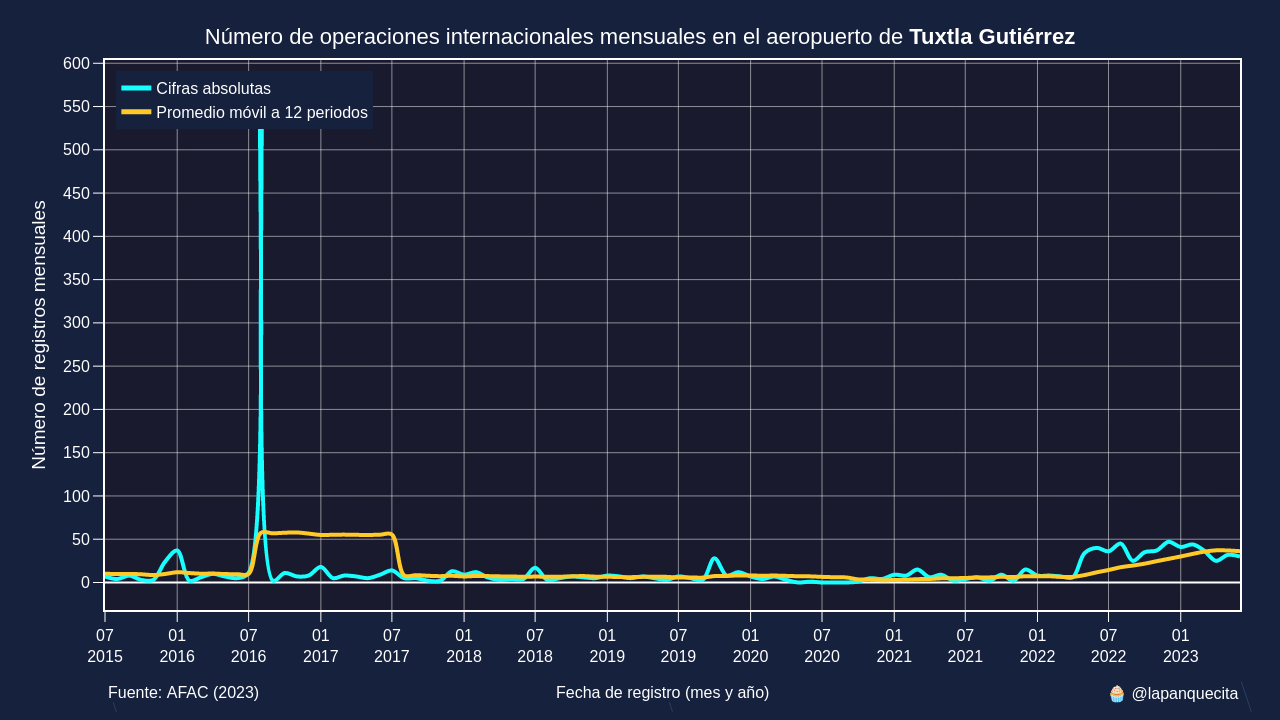 Número de operaciones internacionales mensuales en el aeropuerto de Tuxtla Gutiérrez
Cifras absolutas
Promedio móvil a 12 periodos
Número de registros mensuales
600
550
500
450
400
350
300
250
200
150
100
50
0
07 01 07 01 07 01 07 01 07 01 07 01 07 01 07 01
2015 2016 2016 2017 2017 2018 2018 2019 2019 2020 2020 2021 2021 2022 2022 2023
Fuente: AFAC (2023)
Fecha de registro (mes y año)
🧁 @lapanquecita